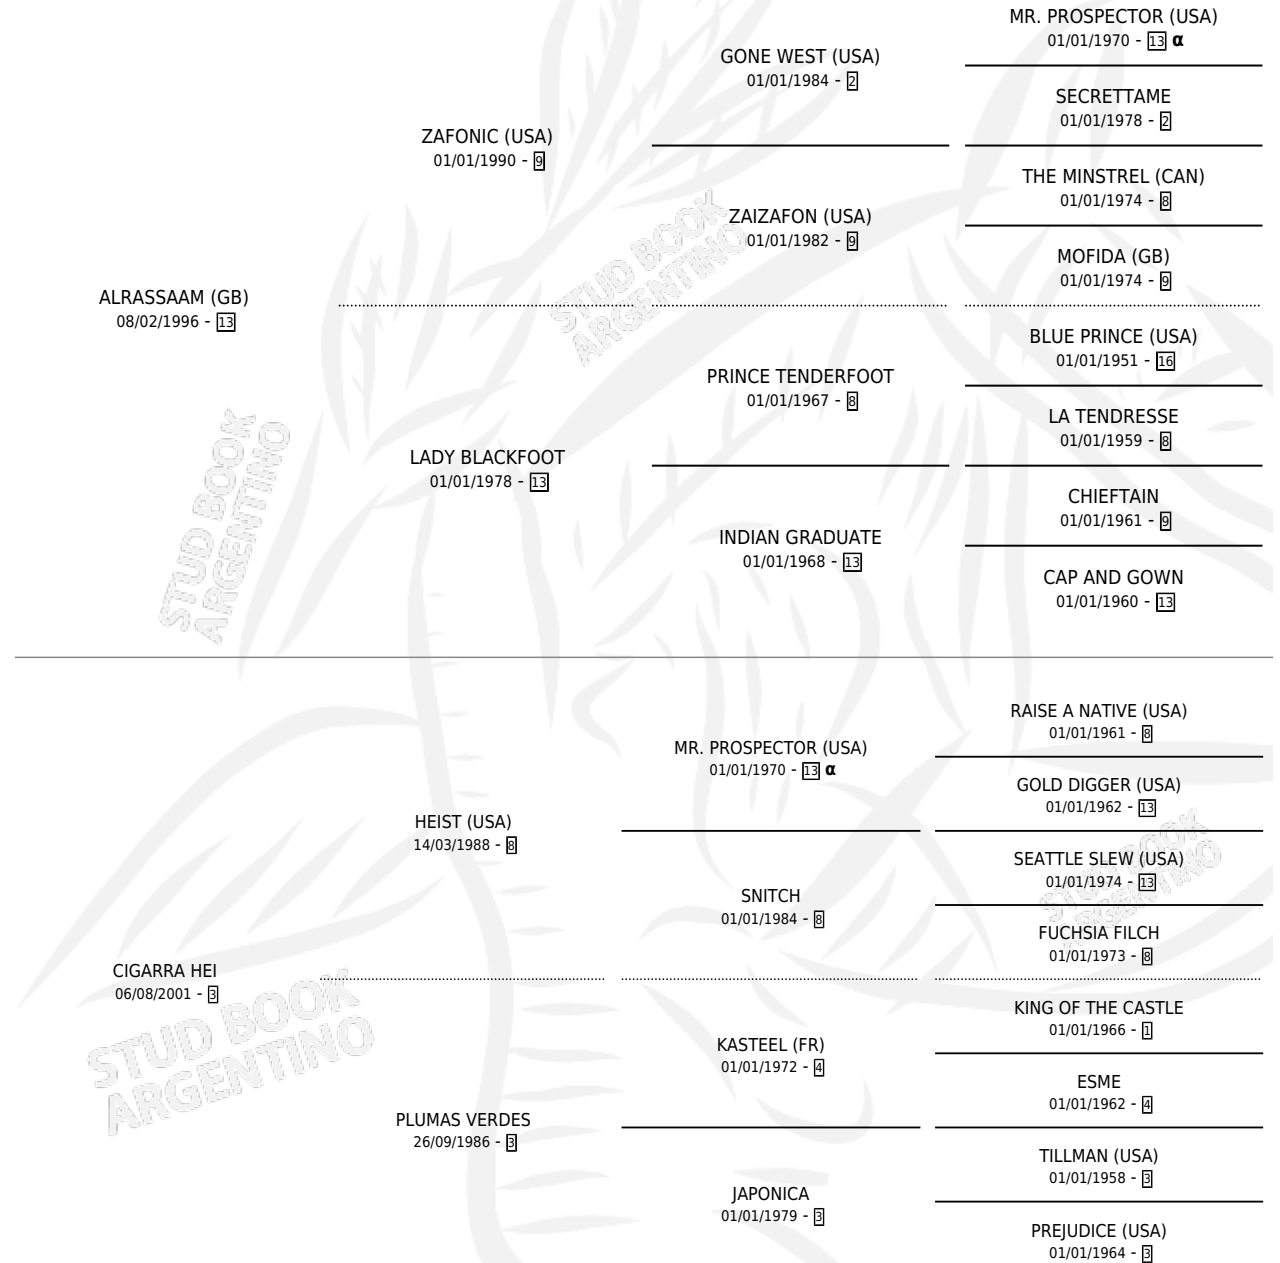 MR. PROSPECTOR (USA)
01/01/1970 - 13 α
GONE WEST (USA)
01/01/1984 - 2
SECRETTAME
01/01/1978 - 2
ZAFONIC (USA)
01/01/1990 - 9
THE MINSTREL (CAN)
01/01/1974 - 8
ZAIZAFON (USA)
01/01/1982 - 9
MOFIDA (GB)
01/01/1974 - 9
ALRASSAAM (GB)
08/02/1996 - 13
BLUE PRINCE (USA)
01/01/1951 - 16
PRINCE TENDERFOOT
01/01/1967 - 8
LA TENDRESSE
01/01/1959 - 8
LADY BLACKFOOT
01/01/1978 - 13
CHIEFTAIN
01/01/1961 - 9
INDIAN GRADUATE
01/01/1968 - 13
CAP AND GOWN
01/01/1960 - 13
STUD BOOK
ARGENTINO
STUD BOOK
ARGENTINO
RAISE A NATIVE (USA)
01/01/1961 - 8
MR. PROSPECTOR (USA)
01/01/1970 - 13 α
GOLD DIGGER (USA)
01/01/1962 - 13
HEIST (USA)
14/03/1988 - 8
SEATTLE SLEW (USA)
01/01/1974 - 13
SNITCH
01/01/1984 - 8
FUCHSIA FILCH
01/01/1973 - 8
CIGARRA HEI
06/08/2001 - 3
KING OF THE CASTLE
01/01/1966 - 1
KASTEEL (FR)
01/01/1972 - 4
ESME
01/01/1962 - 4
PLUMAS VERDES
26/09/1986 - 3
TILLMAN (USA)
01/01/1958 - 3
JAPONICA
01/01/1979 - 3
PREJUDICE (USA)
01/01/1964 - 3
STUD BOOK
ARGENTINO
STUD BOOK
ARGENTINO